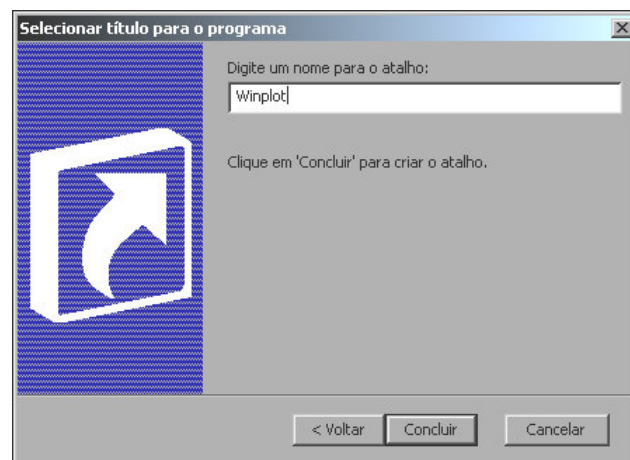 Selecionar título para o programa
Digite um nome para o atalho:
Winplot
Clique em 'Concluir' para criar o atalho.
< Voltar
Concluir
Cancelar